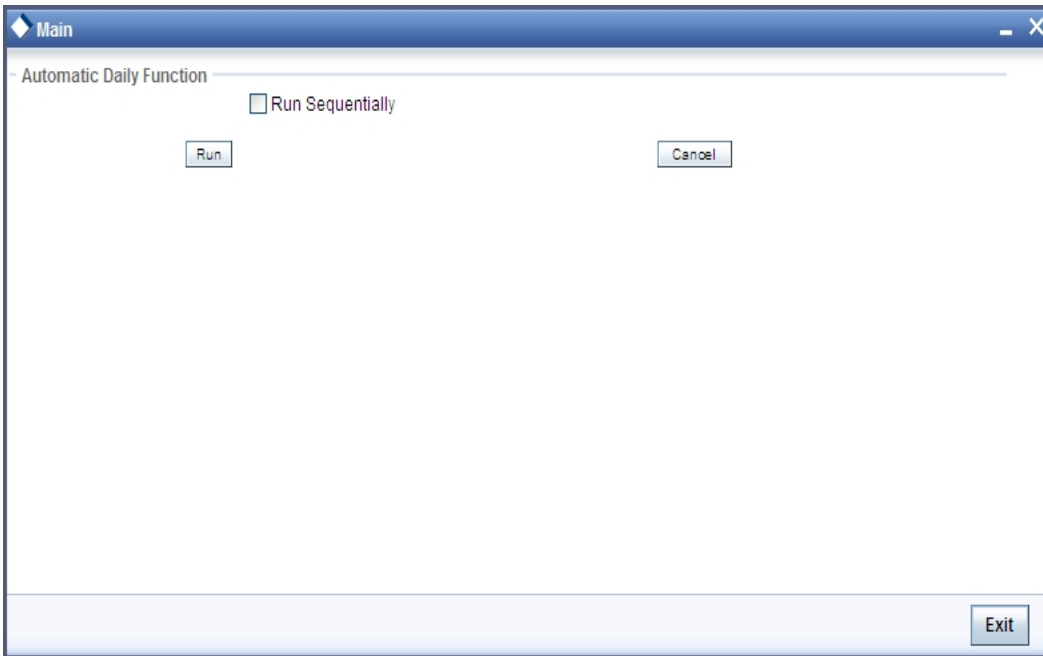 Main
Automatic Daily Function
Run Sequentially
Run Cancel
Exit